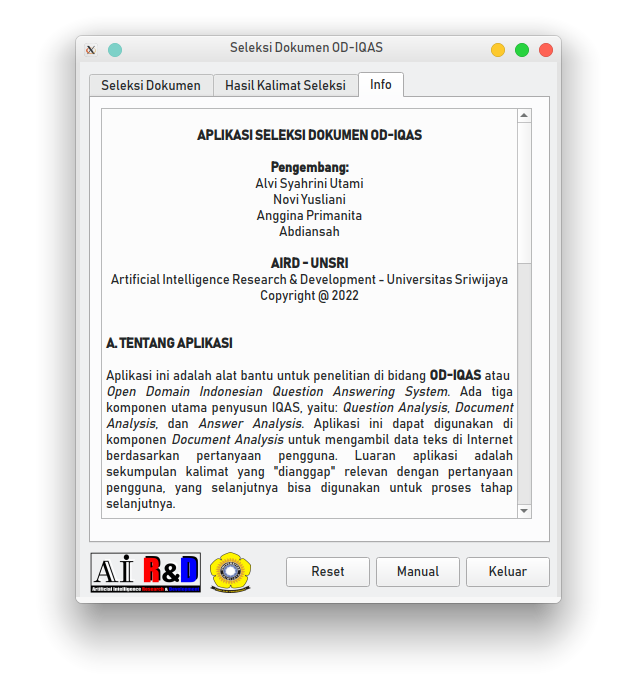 Seleksi Dokumen OD-IQAS
Seleksi Dokumen
Hasil Kalimat Seleksi
Info
APLIKASI SELEKSI DOKUMEN OD-IQAS
Pengembang:
Alvi Syahrini Utami
Novi Yusliani
Anggina Primanita
Abdiansah
AIRD - UNSRI
Artificial Intelligence Research & Development - Universitas Sriwijaya
Copyright @ 2022
A. TENTANG APLIKASI
Aplikasi ini adalah alat bantu untuk penelitian di bidang OD-IQAS atau
Open Domain Indonesian Question Answering System. Ada tiga
komponen utama penyusun IQAS, yaitu: Question Analysis, Document
Analysis, dan Answer Analysis. Aplikasi ini dapat digunakan di
komponen Document Analysis untuk mengambil data teks di Internet
berdasarkan pertanyaan pengguna. Luaran aplikasi adalah
sekumpulan kalimat yang "dianggap" relevan dengan pertanyaan
pengguna, yang selanjutnya bisa digunakan untuk proses tahap
selanjutnya.
AI R&D
Artificial Intelligence Research &
Reset
Manual
Keluar